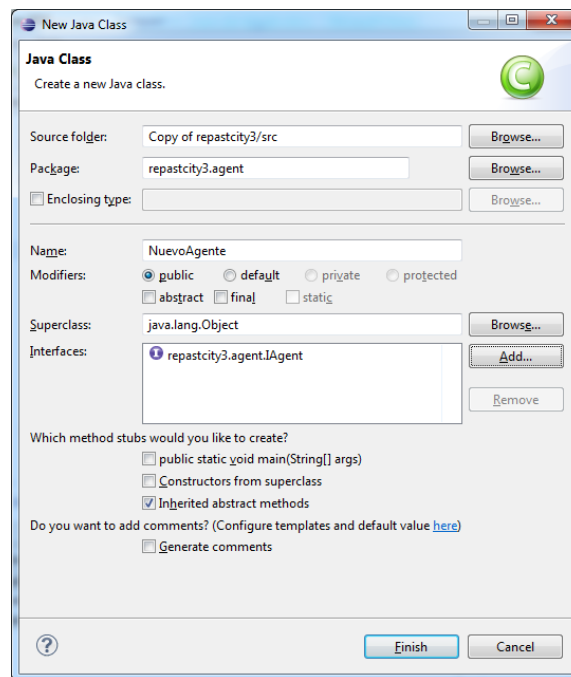 New Java Class
Java Class
Create a new Java class.
C
Source folder: Copy of repastcity3/src Browse...
Package: repastcity3.agent Browse...
Enclosing type: Browse...
Name: NuevoAgente
Modifiers: public default private protected
abstract final static
Superclass: java.lang.Object Browse...
Interfaces: I repastcity3.agent.IAgent Add...
Remove
Which method stubs would you like to create?
public static void main(String[] args)
Constructors from superclass
Inherited abstract methods
Do you want to add comments? (Configure templates and default value here)
Generate comments
? Finish Cancel